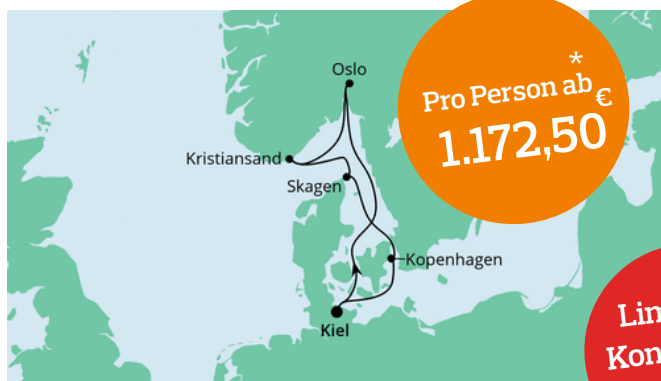 Oslo
Kristiansand
Skagen
Kopenhagen
Kiel
*
Pro Person ab
€
1.172,50